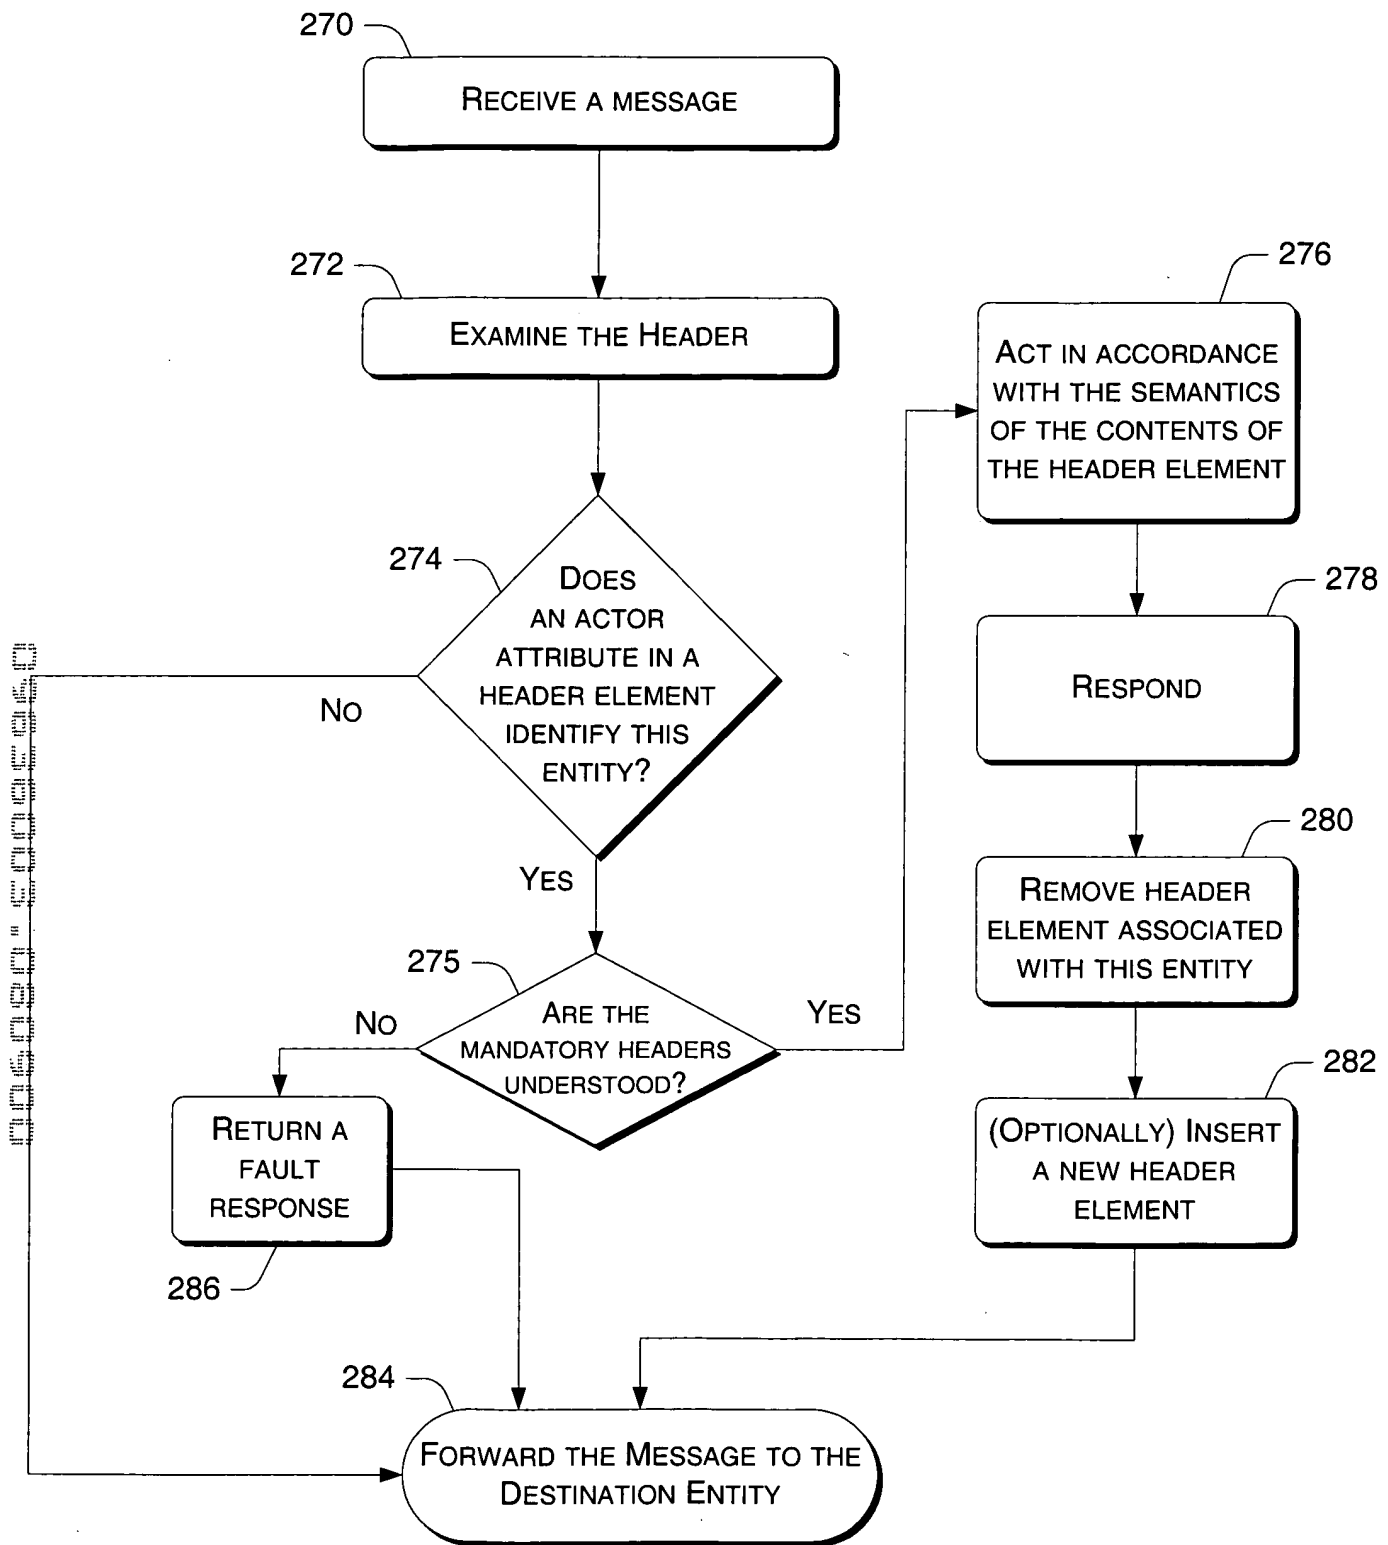 270
RECEIVE A MESSAGE
272
EXAMINE THE HEADER
274
DOES
AN ACTOR
ATTRIBUTE IN A
HEADER ELEMENT
IDENTIFY THIS
ENTITY?
NO
YES
275
ARE THE
MANDATORY HEADERS
UNDERSTOOD?
NO
YES
RETURN A
FAULT
RESPONSE
286
276
ACT IN ACCORDANCE
WITH THE SEMANTICS
OF THE CONTENTS OF
THE HEADER ELEMENT
278
RESPOND
280
REMOVE HEADER
ELEMENT ASSOCIATED
WITH THIS ENTITY
282
(OPTIONALLY) INSERT
A NEW HEADER
ELEMENT
284
FORWARD THE MESSAGE TO THE
DESTINATION ENTITY